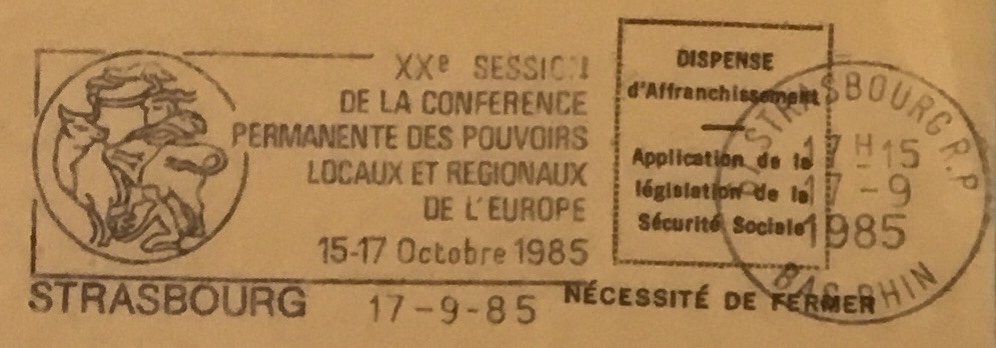 XXe SESSION
DE LA CONFERENCE
PERMANENTE DES POUVOIRS
LOCAUX ET REGIONAUX
DE L'EUROPE
15-17 Octobre 1985
STRASBOURG 17-9-85
DISPENSE
d'Affranchissement
Application de la
législation de la
Sécurité Sociale
NÉCESSITÉ DE FERMER
STRASBOURG R.P
17H15
17-9
1985
BAS RHIN